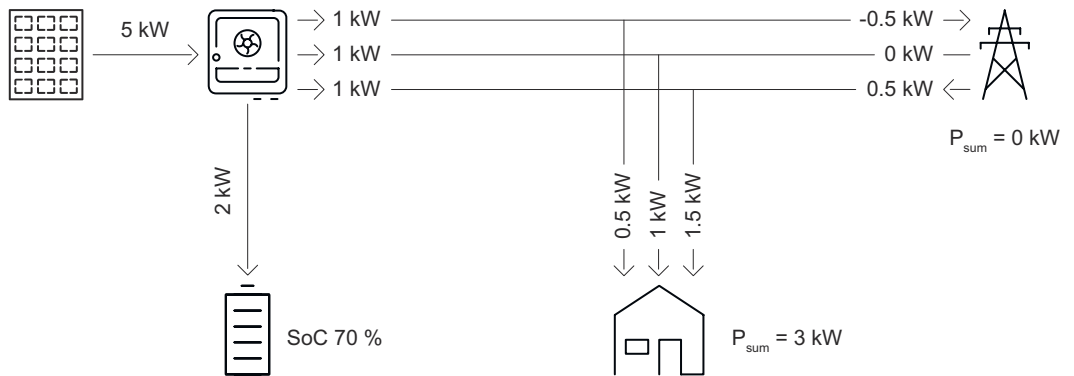 5 kW
1 kW
-0.5 kW
1 kW
0 kW
1 kW
0.5 kW
P_sum = 0 kW
2 kW
0.5 kW
1 kW
1.5 kW
SoC 70 %
P_sum = 3 kW